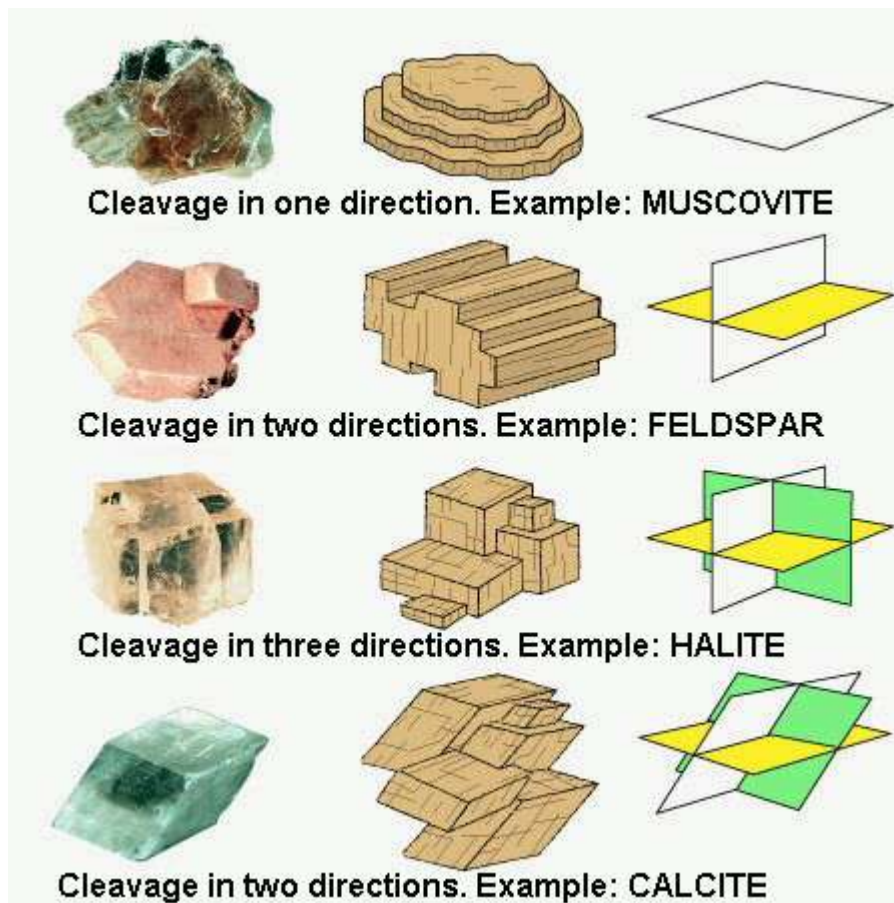 Cleavage in one direction. Example: MUSCOVITE
Cleavage in two directions. Example: FELDSPAR
Cleavage in three directions. Example: HALITE
Cleavage in two directions. Example: CALCITE